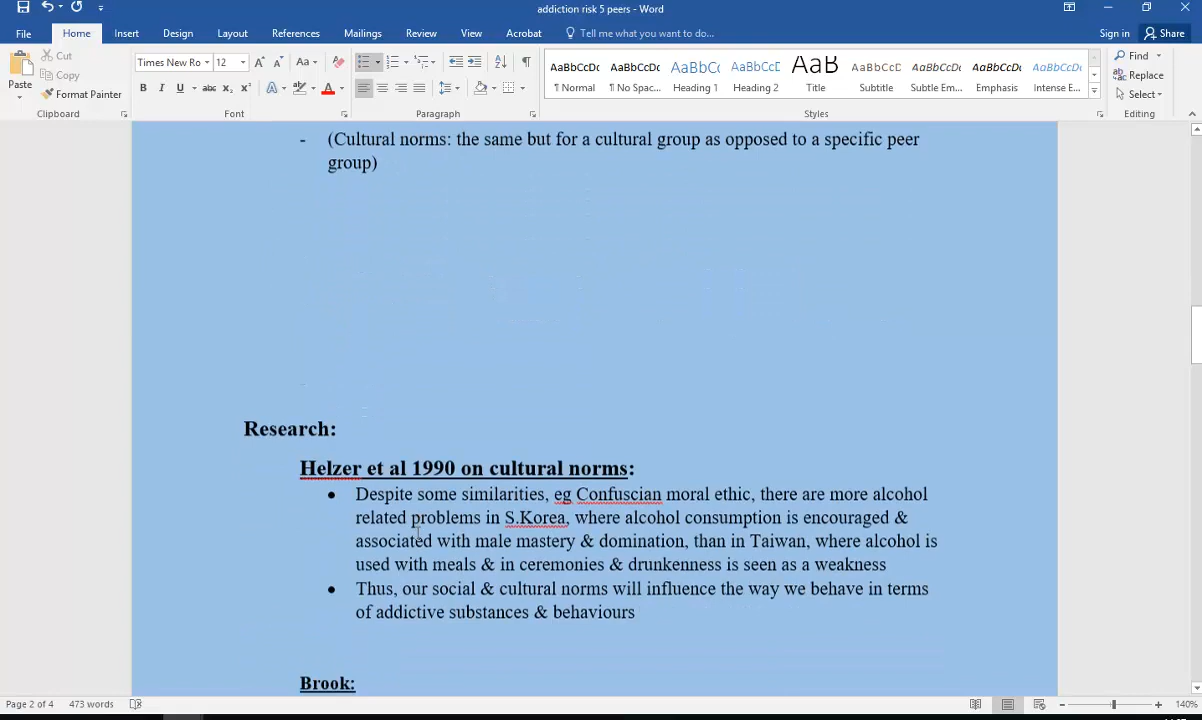 addiction risk 5 peers - Word
File Home Insert Design Layout References Mailings Review View Acrobat Tell me what you want to do... Sign in Share
Paste Cut Copy Format Painter
Clipboard
Times New Ro 12
Font
Paragraph
AaBbCcDc AaBbCcDc AaBbC AaBbCcE AaB AaBbCcD AaBbCcDc AaBbCcDc AaBbCcDc
¶ Normal ¶ No Spac... Heading 1 Heading 2 Title Subtitle Subtle Em... Emphasis Intense E...
Styles
Find
Replace
Select
Editing
- (Cultural norms: the same but for a cultural group as opposed to a specific peer
group)
-
Research:
Helzer et al 1990 on cultural norms:
• Despite some similarities, eg Confuscian moral ethic, there are more alcohol
related problems in S.Korea, where alcohol consumption is encouraged &
associated with male mastery & domination, than in Taiwan, where alcohol is
used with meals & in ceremonies & drunkenness is seen as a weakness
• Thus, our social & cultural norms will influence the way we behave in terms
of addictive substances & behaviours
Brook:
Page 2 of 4 473 words 140%